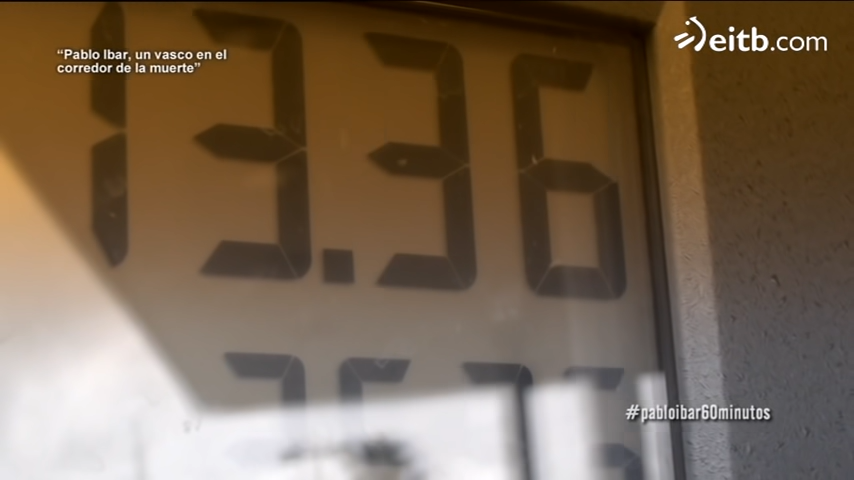 “Pablo Ibar, un vasco en el
corredor de la muerte”
eitb.com
13.36
#pabloibar60minutos